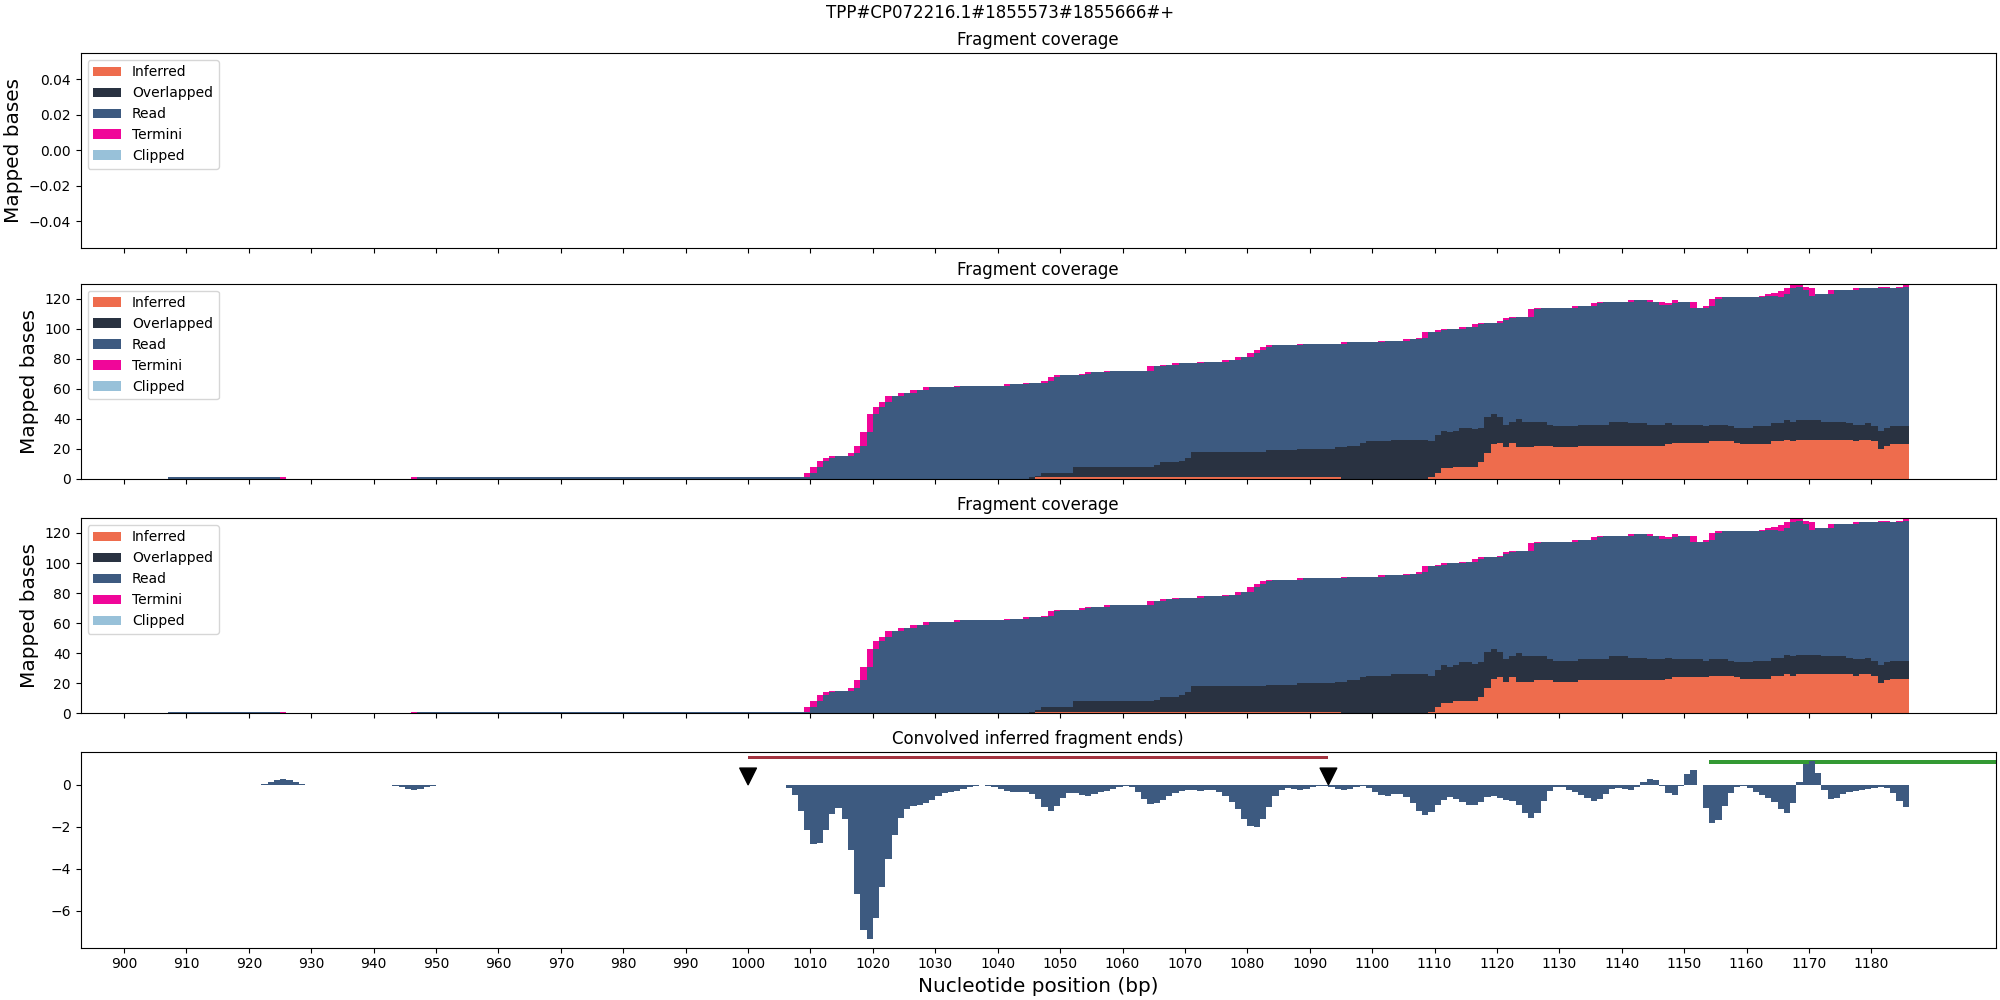 TPP#CP072216.1#1855573#1855666#+
Fragment coverage
Mapped bases
0.04
0.02
0.00
−0.02
−0.04
Inferred
Overlapped
Read
Termini
Clipped
Fragment coverage
Mapped bases
120
100
80
60
40
20
0
Inferred
Overlapped
Read
Termini
Clipped
Fragment coverage
Mapped bases
120
100
80
60
40
20
0
Inferred
Overlapped
Read
Termini
Clipped
Convolved inferred fragment ends)
0
−2
−4
−6
900 910 920 930 940 950 960 970 980 990 1000 1010 1020 1030 1040 1050 1060 1070 1080 1090 1100 1110 1120 1130 1140 1150 1160 1170 1180
Nucleotide position (bp)